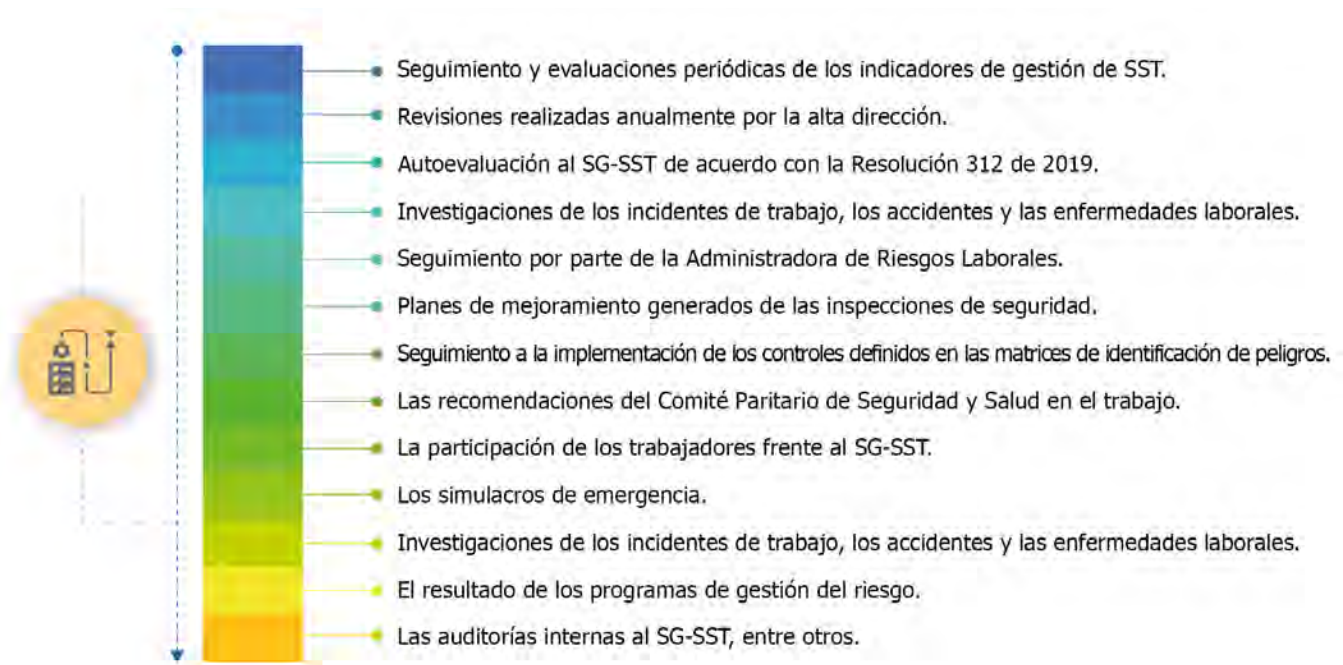 Seguimiento y evaluaciones periódicas de los indicadores de gestión de SST.
Revisiones realizadas anualmente por la alta dirección.
Autoevaluación al SG-SST de acuerdo con la Resolución 312 de 2019.
Investigaciones de los incidentes de trabajo, los accidentes y las enfermedades laborales.
Seguimiento por parte de la Administradora de Riesgos Laborales.
Planes de mejoramiento generados de las inspecciones de seguridad.
Seguimiento a la implementación de los controles definidos en las matrices de identificación de peligros.
Las recomendaciones del Comité Paritario de Seguridad y Salud en el trabajo.
La participación de los trabajadores frente al SG-SST.
Los simulacros de emergencia.
Investigaciones de los incidentes de trabajo, los accidentes y las enfermedades laborales.
El resultado de los programas de gestión del riesgo.
Las auditorías internas al SG-SST, entre otros.